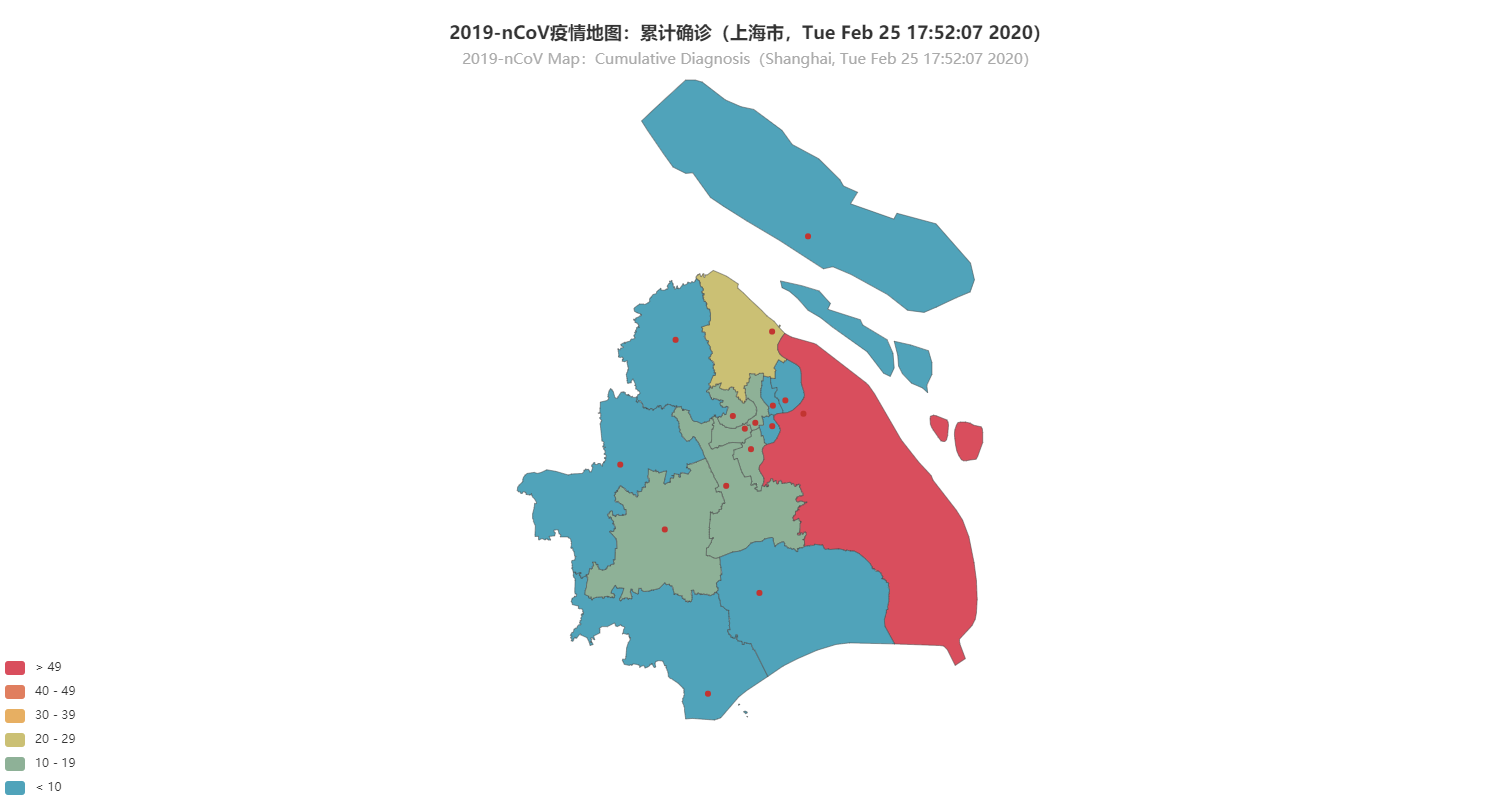 2019-nCoV疫情地图：累计确诊（上海市，Tue Feb 25 17:52:07 2020）
2019-nCoV Map：Cumulative Diagnosis（Shanghai, Tue Feb 25 17:52:07 2020）
> 49
40 - 49
30 - 39
20 - 29
10 - 19
< 10